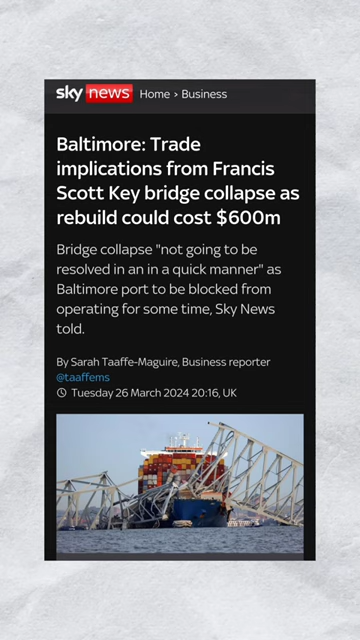 sky news Home > Business
Baltimore: Trade
implications from Francis
Scott Key bridge collapse as
rebuild could cost $600m
Bridge collapse "not going to be
resolved in an in a quick manner" as
Baltimore port to be blocked from
operating for some time, Sky News
told.
By Sarah Taaffe-Maguire, Business reporter
@taaffems
Tuesday 26 March 2024 20:16, UK